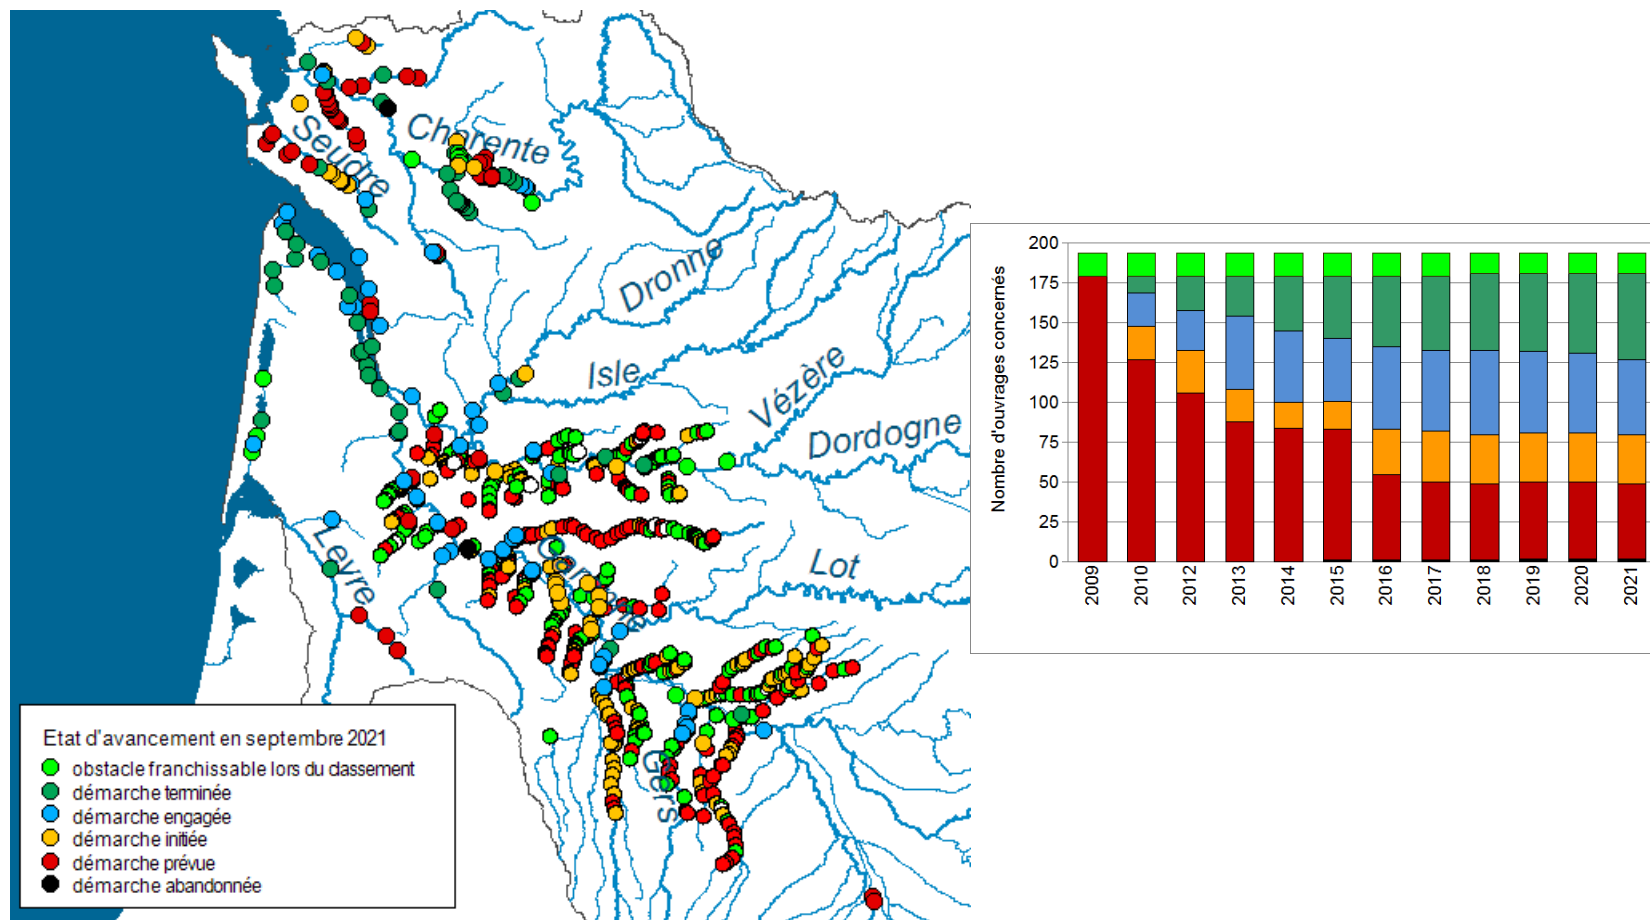 Charente
Seudre
Dronne
Isle
Vézère
Dordogne
Leyre
Garonne
Lot
Gers
Etat d'avancement en septembre 2021
obstacle franchissable lors du classement
démarche terminée
démarche engagée
démarche initiée
démarche prévue
démarche abandonnée
Nombre d'ouvrages concernés
200
175
150
125
100
75
50
25
0
2009
2010
2012
2013
2014
2015
2016
2017
2018
2019
2020
2021